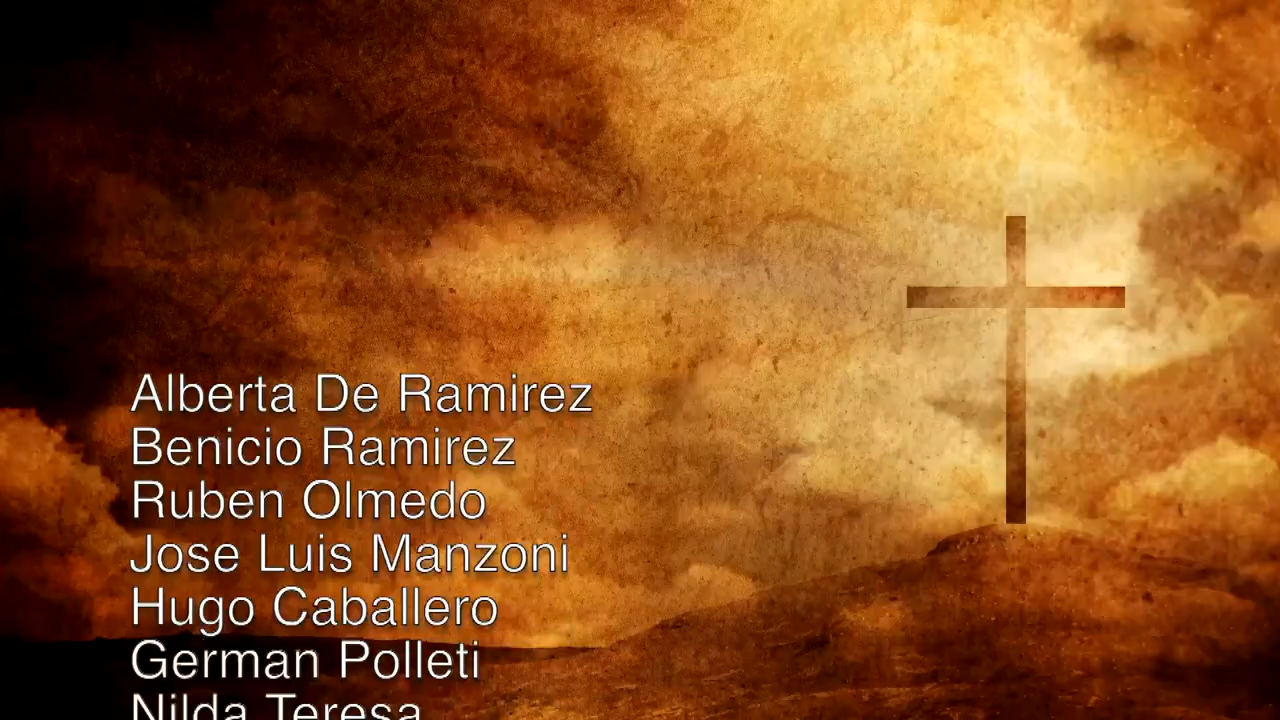 Alberta De Ramirez
Benicio Ramirez
Ruben Olmedo
Jose Luis Manzoni
Hugo Caballero
German Polleti
Nilda Teresa